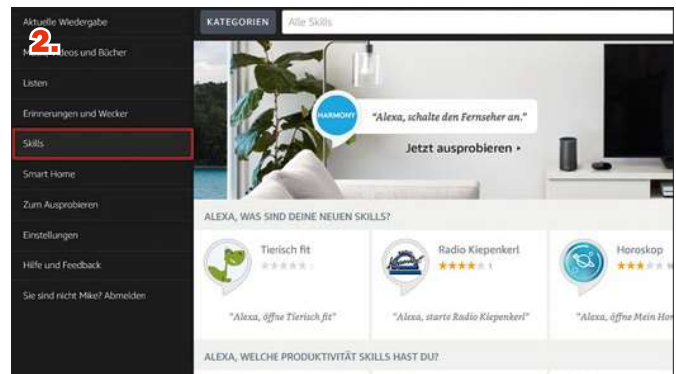 Aktuelle Wiedergabe
2.
Videos und Bücher
Listen
Erinnerungen und Wecker
Skills
Smart Home
Zum Ausprobieren
Einstellungen
Hilfe und Feedback
Sie sind nicht Mike? Abmelden
KATEGORIEN
Alle Skills
HARMONY
"Alexa, schalte den Fernseher an."
Jetzt ausprobieren
ALEXA, WAS SIND DEINE NEUEN SKILLS?
Tierisch fit
"Alexa, öffne Tierisch fit"
Radio Kiepenkerl
1
"Alexa, starte Radio Kiepenkerl"
Horoskop
"Alexa, öffne Mein Hor
ALEXA, WELCHE PRODUKTIVITÄT SKILLS HAST DU?